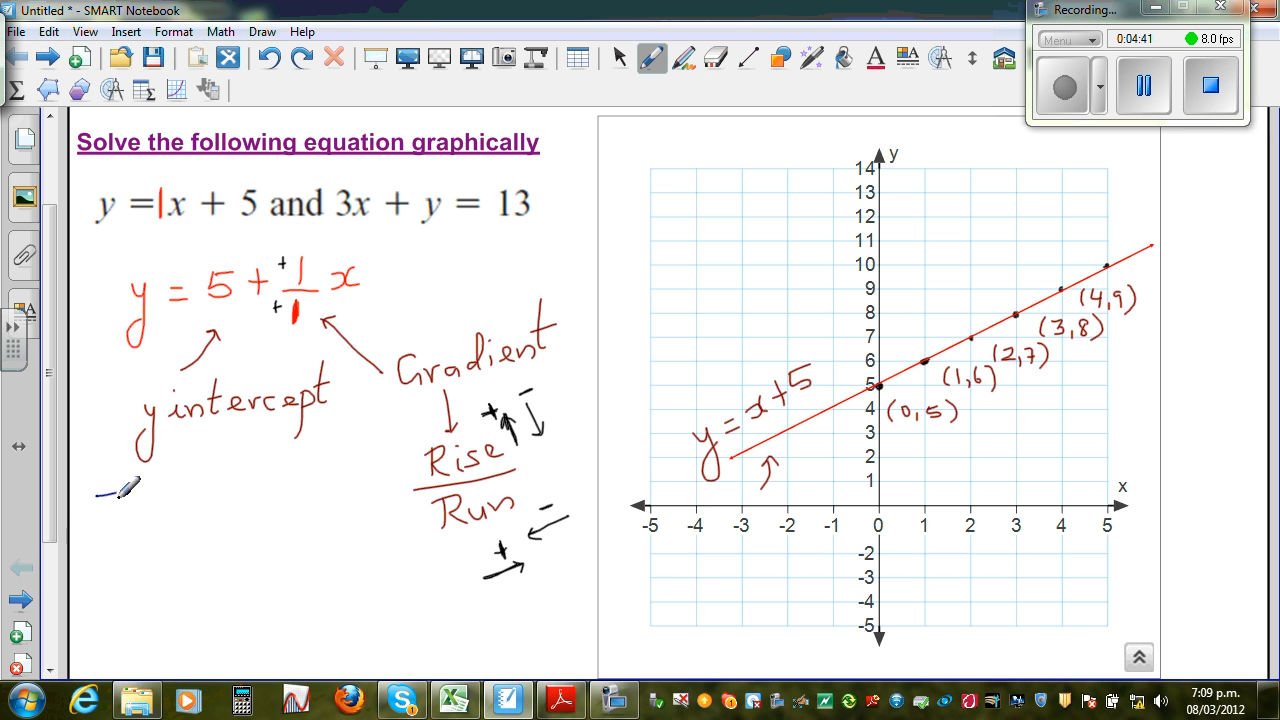 Untitled * - SMART Notebook
File Edit View Insert Format Math Draw Help
Recording...
Menu
0:04:41
8.0 fps
Solve the following equation graphically
y = 1x + 5 and 3x + y = 13
y = 5 + +1/+1 x
y intercept
Gradient
+ -
Rise
Run
-
+
y
14
13
12
11
10
9
8
7
6
5
4
3
2
1
x
-5 -4 -3 -2 -1 0 1 2 3 4 5
-2
-3
-4
-5
(4,9)
(3,8)
(2,7)
(1,6)
(0,5)
y = x+5
7:09 p.m.
08/03/2012